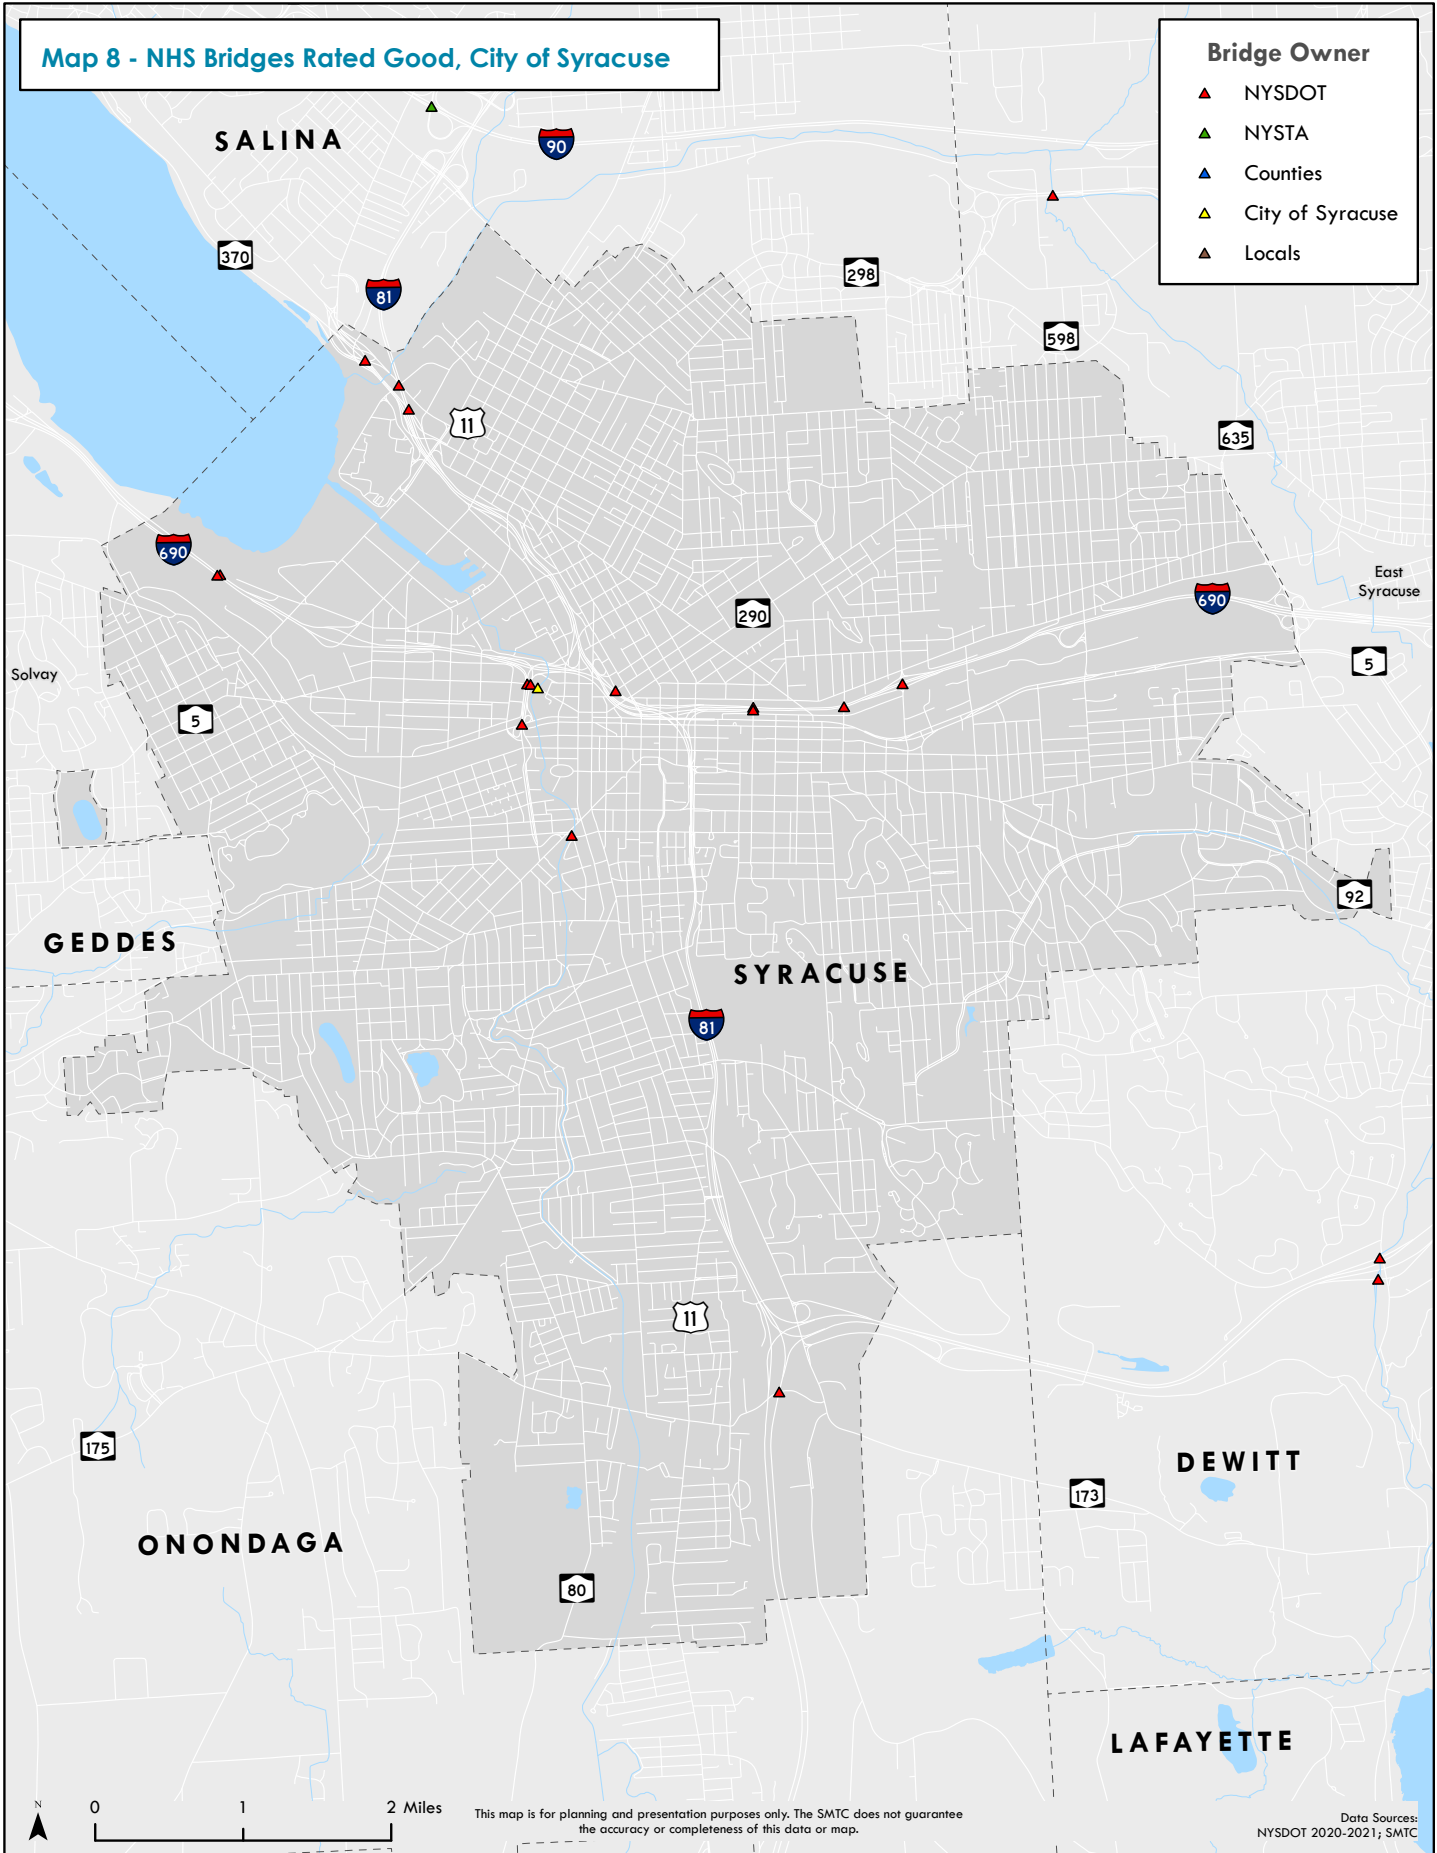 Map 8 - NHS Bridges Rated Good, City of Syracuse
Bridge Owner
NYSDOT
NYSTA
Counties
City of Syracuse
Locals
SALINA
90
370
81
298
598
11
635
690
East
Syracuse
690
290
5
Solvay
5
92
GEDDES
SYRACUSE
81
11
175
DEWITT
173
ONONDAGA
80
LAFAYETTE
N
0 1 2 Miles
This map is for planning and presentation purposes only. The SMTC does not guarantee
the accuracy or completeness of this data or map.
Data Sources:
NYSDOT 2020-2021; SMTC